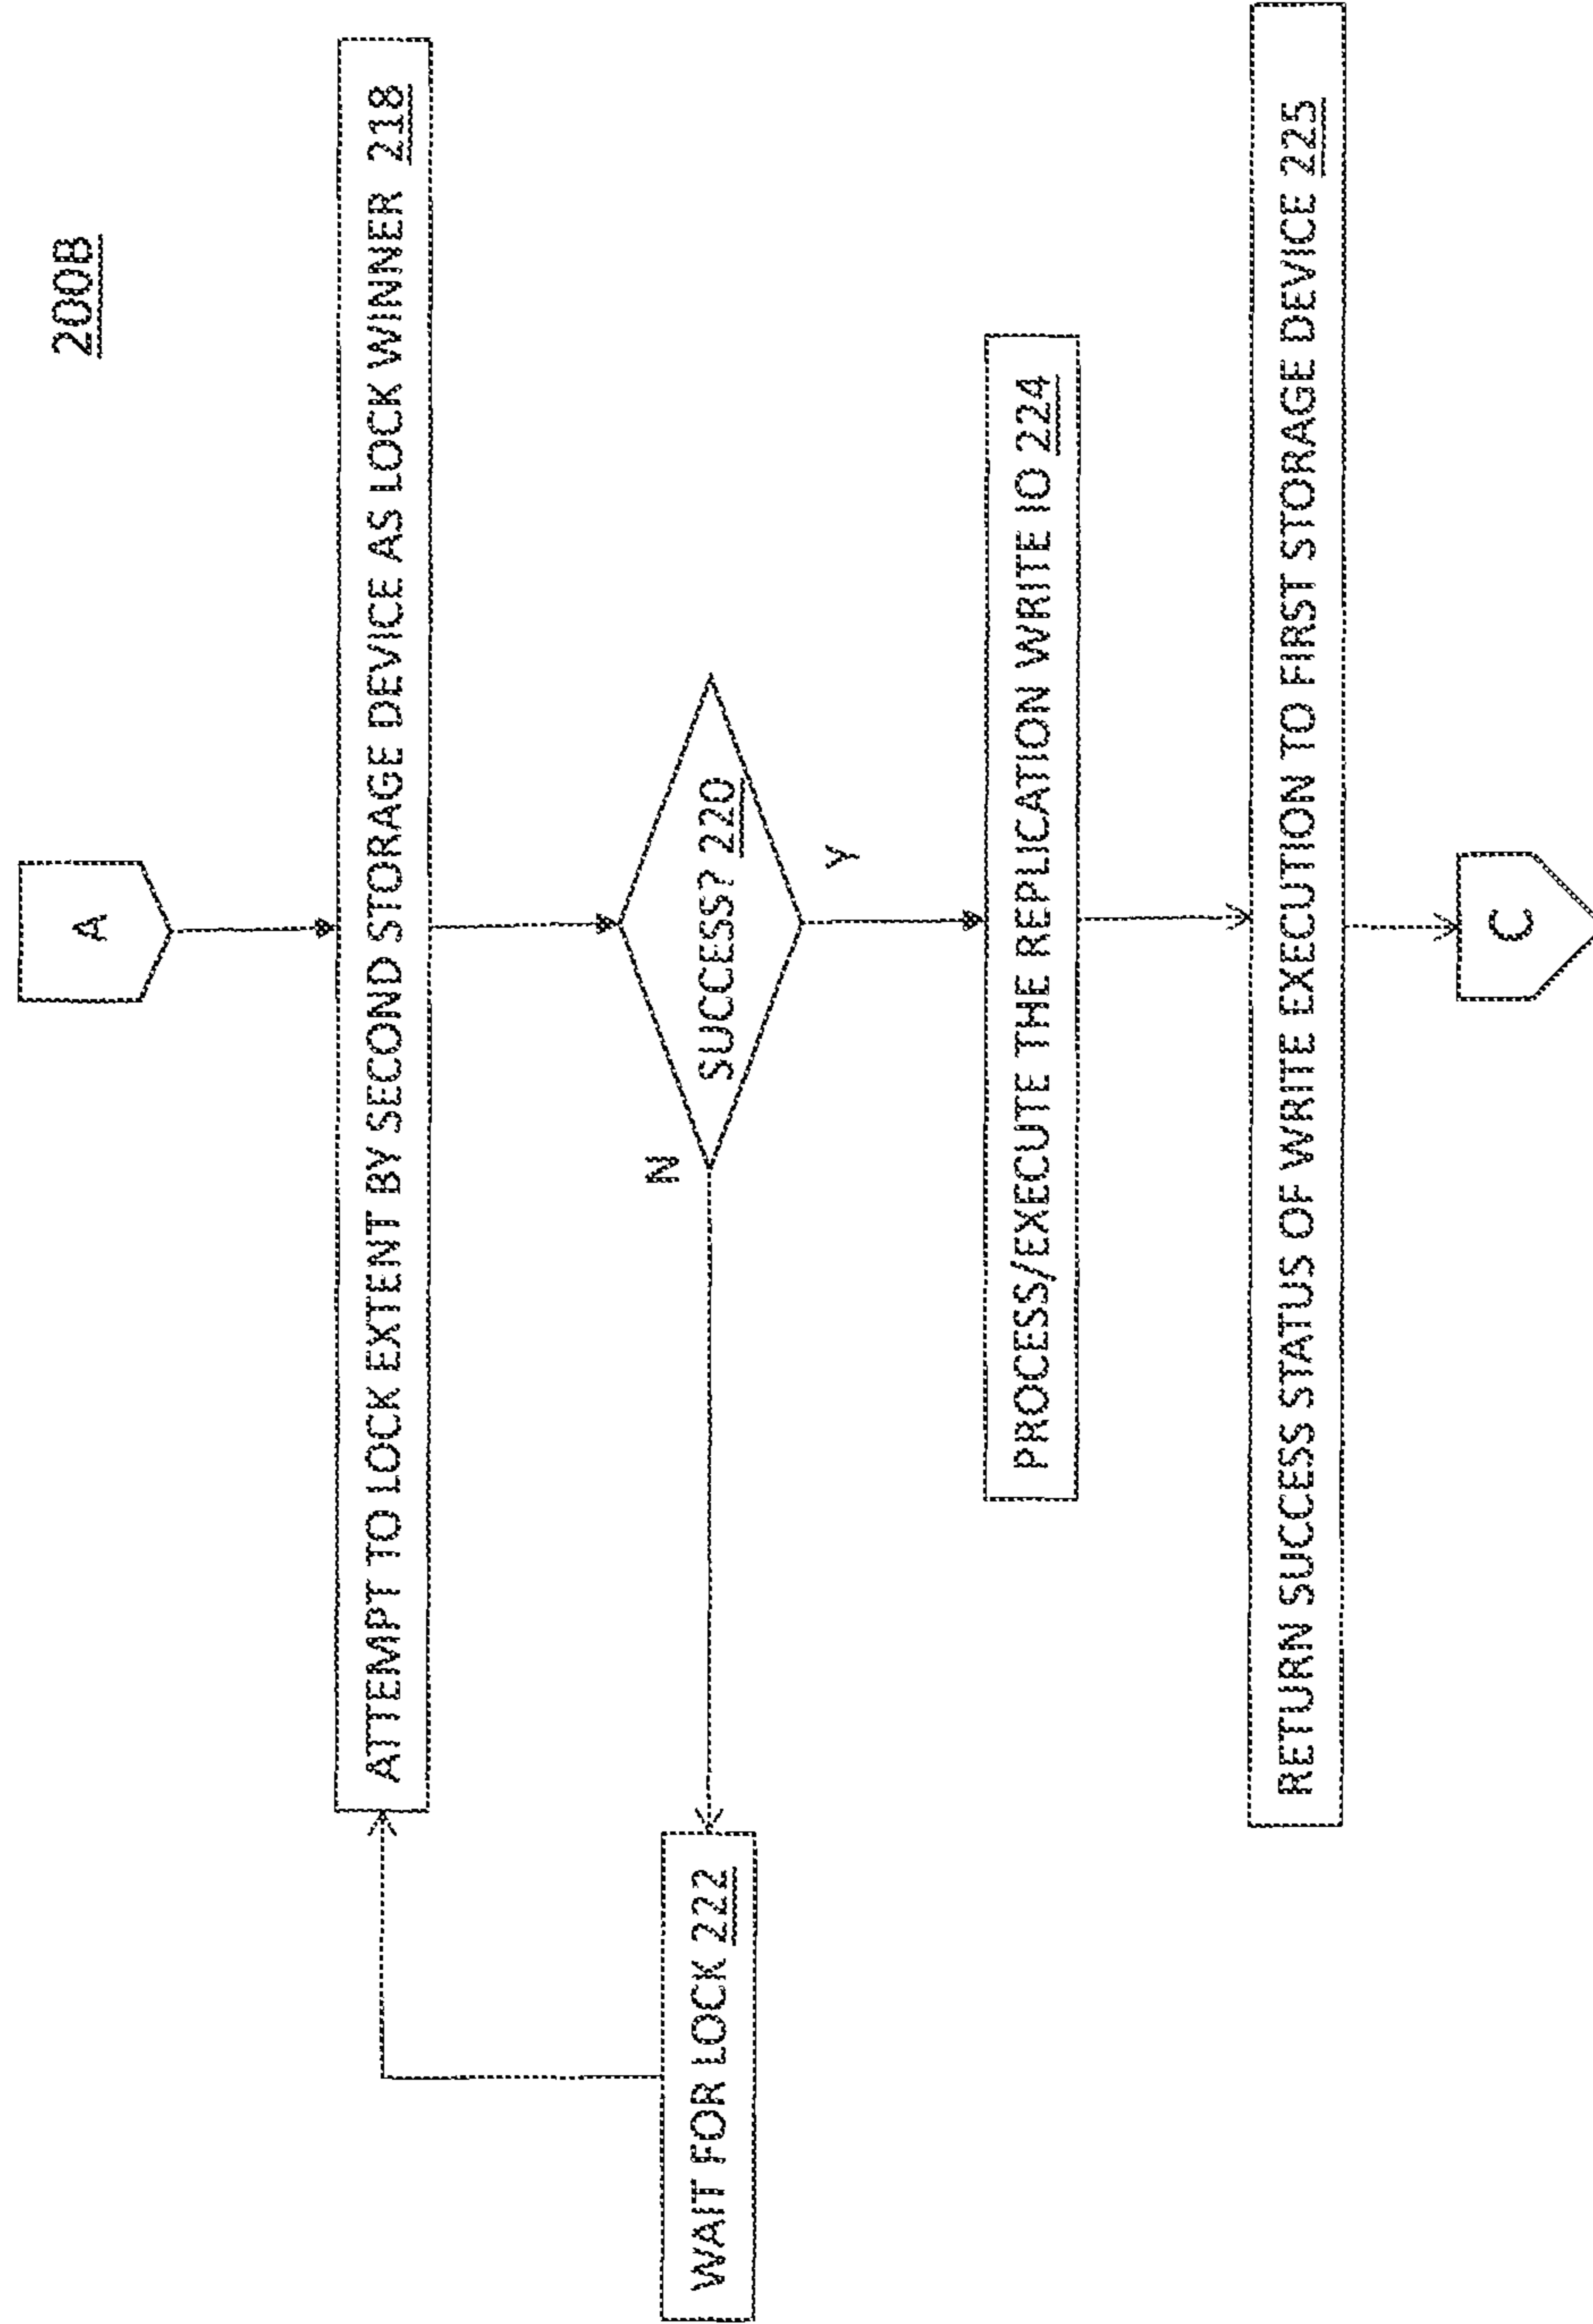 200B
A
ATTEMPT TO LOCK EXTENT BY SECOND STORAGE DEVICE AS LOCK WINNER 218
SUCCESS? 220
N
Y
WAIT FOR LOCK 222
PROCESS/EXECUTE THE REPLICATION WRITE IO 224
RETURN SUCCESS STATUS OF WRITE EXECUTION TO FIRST STORAGE DEVICE 225
C